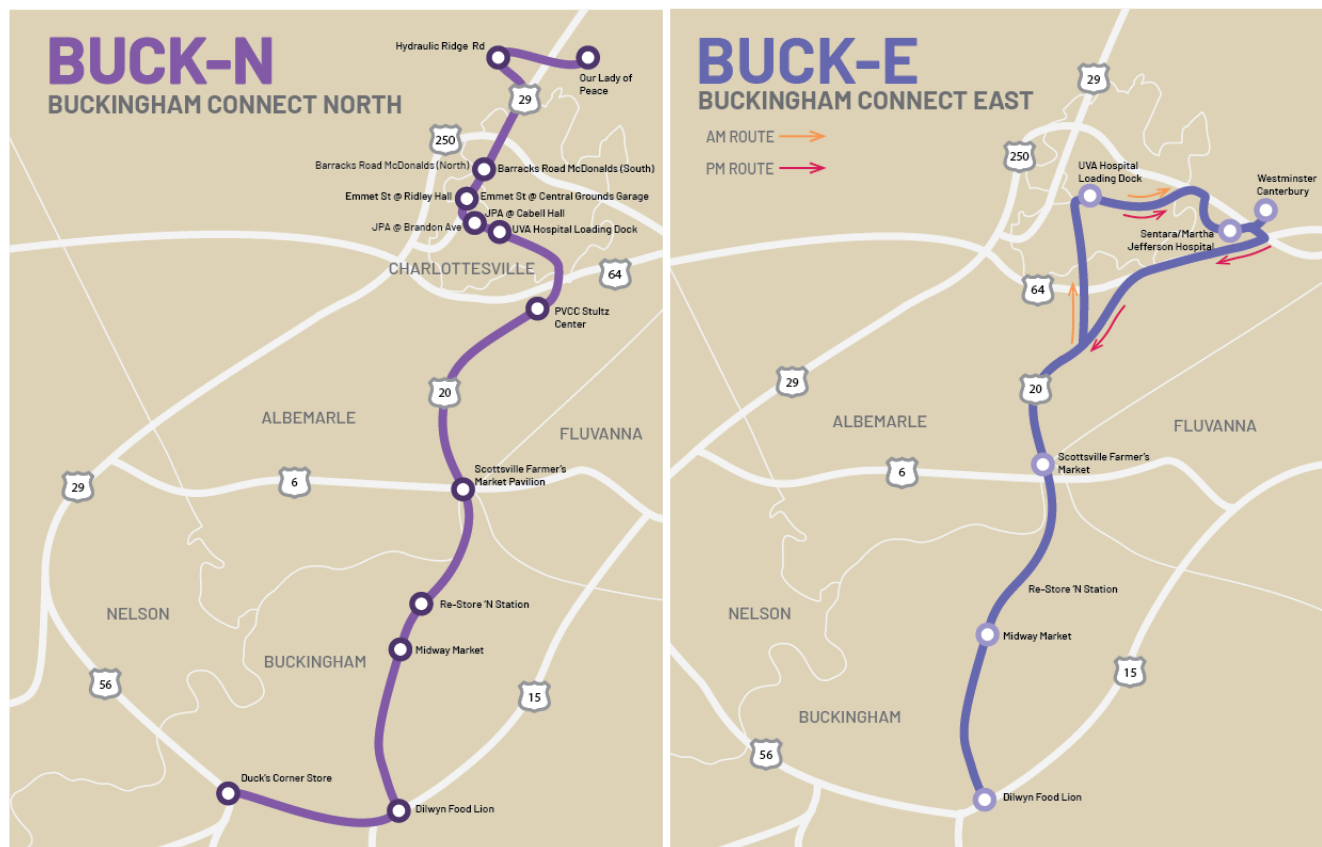 BUCK-N
BUCKINGHAM CONNECT NORTH
Hydraulic Ridge Rd
Our Lady of
Peace
29
250
Barracks Road McDonalds (North)
Barracks Road McDonalds (South)
Emmet St @ Ridley Hall
Emmet St @ Central Grounds Garage
JPA @ Cabell Hall
JPA @ Brandon Ave
UVA Hospital Loading Dock
CHARLOTTESVILLE
64
PVCC Stultz
Center
20
ALBEMARLE
FLUVANNA
Scottsville Farmer's
Market Pavilion
29
6
Re-Store 'N Station
NELSON
Midway Market
BUCKINGHAM
56
15
Duck's Corner Store
Dilwyn Food Lion
BUCK-E
BUCKINGHAM CONNECT EAST
29
AM ROUTE
PM ROUTE
250
UVA Hospital
Loading Dock
Westminster
Canterbury
Sentara/Martha
Jefferson Hospital
64
29
20
ALBEMARLE
FLUVANNA
Scottsville Farmer's
Market
6
Re-Store 'N Station
NELSON
Midway Market
15
BUCKINGHAM
56
Dilwyn Food Lion